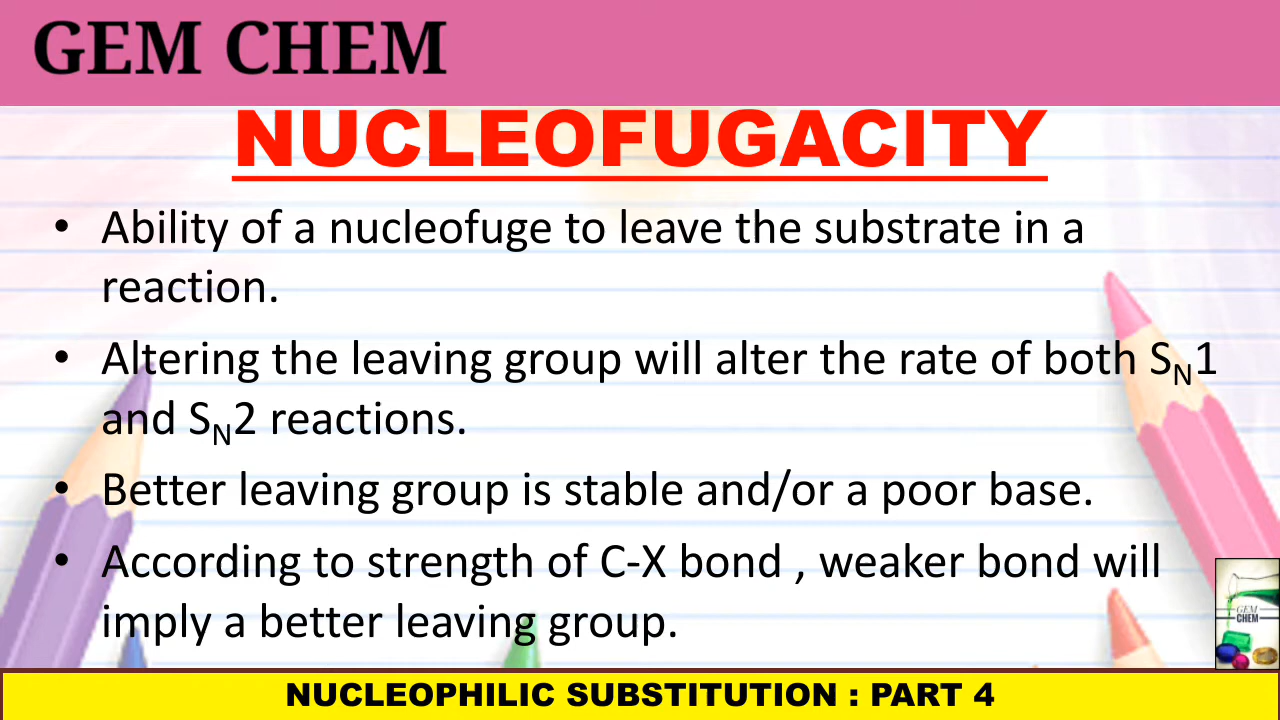 GEM CHEM
NUCLEOFUGACITY
• Ability of a nucleofuge to leave the substrate in a
reaction.
• Altering the leaving group will alter the rate of both SN1
and SN2 reactions.
• Better leaving group is stable and/or a poor base.
• According to strength of C-X bond , weaker bond will
imply a better leaving group.
GEM
CHEM
NUCLEOPHILIC SUBSTITUTION : PART 4